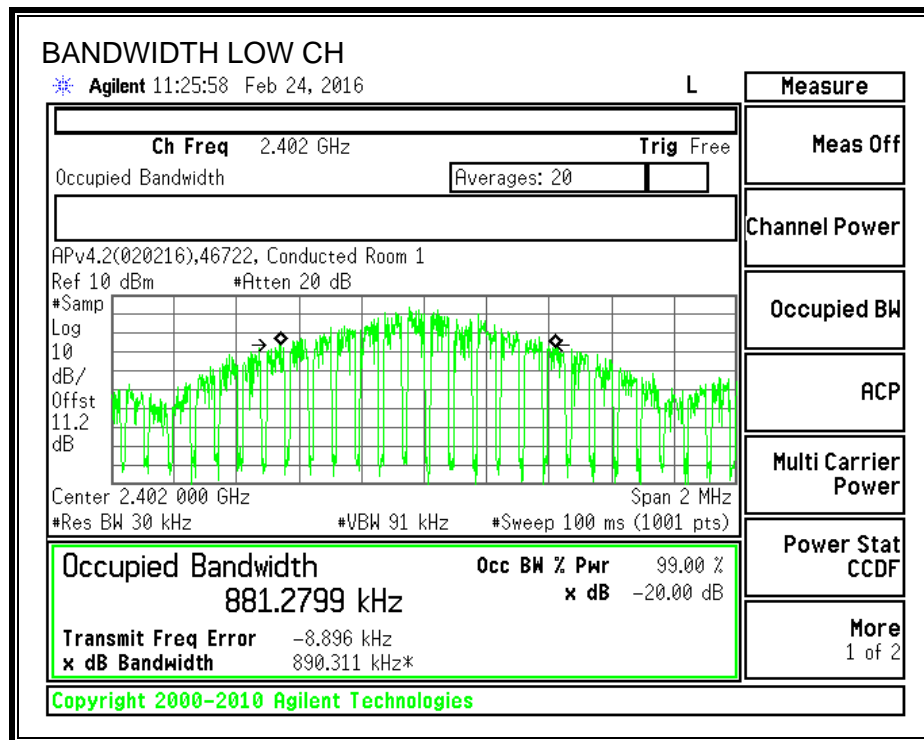 BANDWIDTH LOW CH
Agilent 11:25:58 Feb 24, 2016 L
Ch Freq 2.402 GHz Trig Free
Occupied Bandwidth Averages: 20
APv4.2(020216),46722, Conducted Room 1
Ref 10 dBm #Atten 20 dB
#Samp
Log
10
dB/
Offst
11.2
dB
Center 2.402 000 GHz Span 2 MHz
#Res BW 30 kHz #VBW 91 kHz #Sweep 100 ms (1001 pts)
Occupied Bandwidth Occ BW % Pwr 99.00 %
881.2799 kHz x dB -20.00 dB
Transmit Freq Error -8.896 kHz
x dB Bandwidth 890.311 kHz*
Copyright 2000-2010 Agilent Technologies
Measure
Meas Off
Channel Power
Occupied BW
ACP
Multi Carrier
Power
Power Stat
CCDF
More
1 of 2